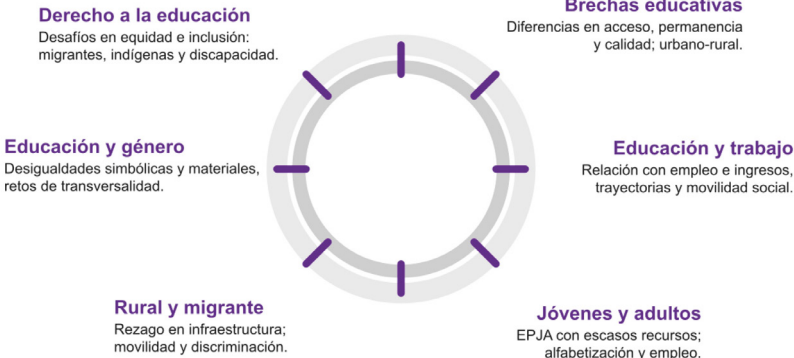 Derecho a la educación
Desafíos en equidad e inclusión:
migrantes, indígenas y discapacidad.
Brechas educativas
Diferencias en acceso, permanencia
y calidad; urbano-rural.
Educación y género
Desigualdades simbólicas y materiales,
retos de transversalidad.
Educación y trabajo
Relación con empleo e ingresos,
trayectorias y movilidad social.
Rural y migrante
Rezago en infraestructura;
movilidad y discriminación.
Jóvenes y adultos
EPJA con escasos recursos;
alfabetización y empleo.